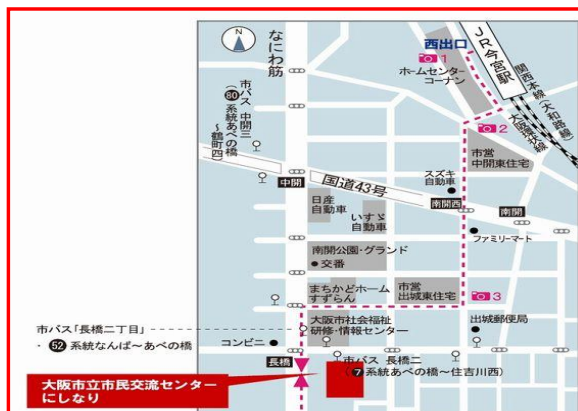 N
なにわ筋
西出口
JR今宮駅
1
ホームセンター
コーナン
関西本線(大和路線)
大阪環状線
市バス 中開三
(80系統あべの橋
~鶴町四)
2
市営
中開東住宅
スズキ
自動車
中開
国道43号
南開西
南開
日産
自動車
いすゞ
自動車
ファミリーマート
南開公園・グランド
交番
まちかどホーム
すずらん
市営
出城東住宅
3
市バス「長橋二丁目」
・52系統なんば~あべの橋
大阪市社会福祉
研修・情報センター
出城郵便局
コンビニ
長橋
市バス 長橋二
(7系統あべの橋~住吉川西)
大阪市立市民交流センター
にしなり